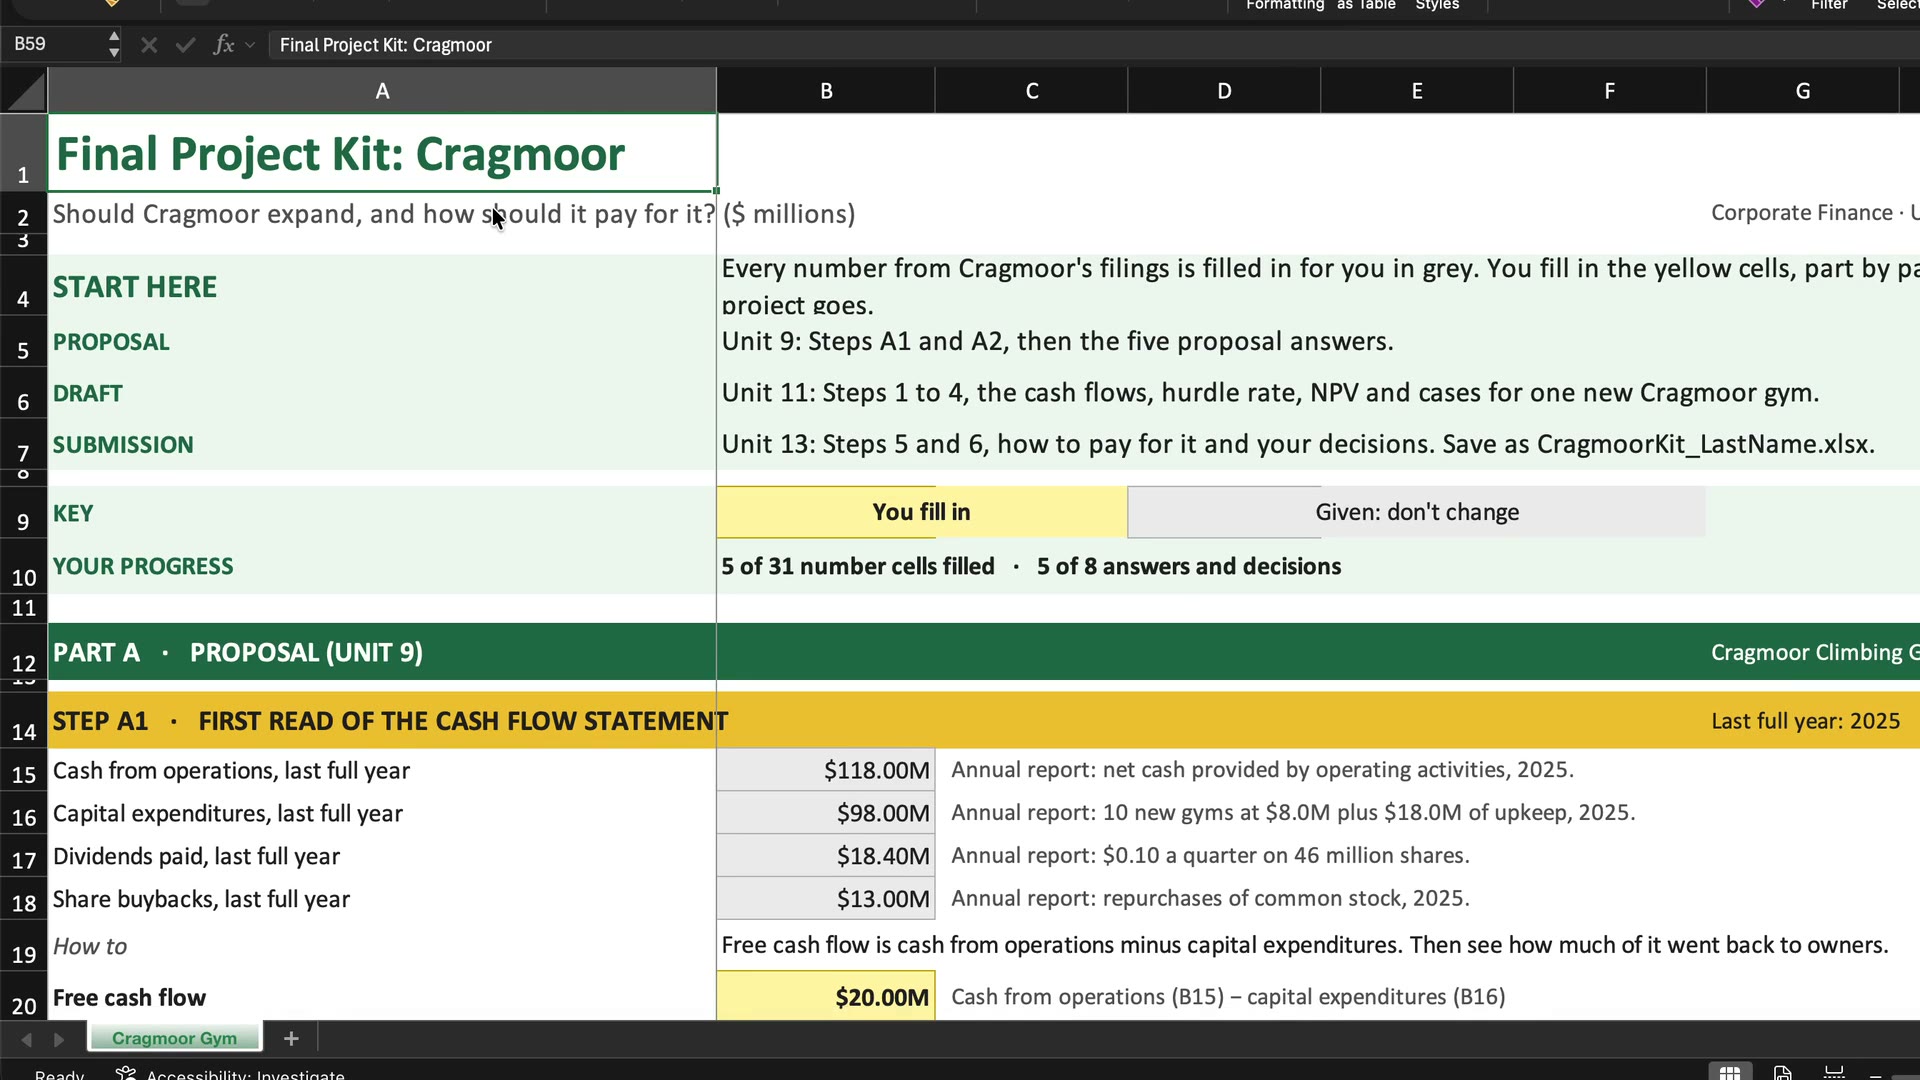 Formatting as Table Styles Filter
B59 fx Final Project Kit: Cragmoor
A B C D E F G
1 Final Project Kit: Cragmoor
2 Should Cragmoor expand, and how should it pay for it? ($ millions) Corporate Finance ·
3
4 START HERE Every number from Cragmoor's filings is filled in for you in grey. You fill in the yellow cells, part by
project goes.
5 PROPOSAL Unit 9: Steps A1 and A2, then the five proposal answers.
6 DRAFT Unit 11: Steps 1 to 4, the cash flows, hurdle rate, NPV and cases for one new Cragmoor gym.
7 SUBMISSION Unit 13: Steps 5 and 6, how to pay for it and your decisions. Save as CragmoorKit_LastName.xlsx.
8
9 KEY You fill in Given: don't change
10 YOUR PROGRESS 5 of 31 number cells filled · 5 of 8 answers and decisions
11
12 PART A · PROPOSAL (UNIT 9) Cragmoor Climbing
14 STEP A1 · FIRST READ OF THE CASH FLOW STATEMENT Last full year: 2025
15 Cash from operations, last full year $118.00M Annual report: net cash provided by operating activities, 2025.
16 Capital expenditures, last full year $98.00M Annual report: 10 new gyms at $8.0M plus $18.0M of upkeep, 2025.
17 Dividends paid, last full year $18.40M Annual report: $0.10 a quarter on 46 million shares.
18 Share buybacks, last full year $13.00M Annual report: repurchases of common stock, 2025.
19 How to Free cash flow is cash from operations minus capital expenditures. Then see how much of it went back to owners.
20 Free cash flow $20.00M Cash from operations (B15) – capital expenditures (B16)
Cragmoor Gym +
Ready Accessibility: Investigate